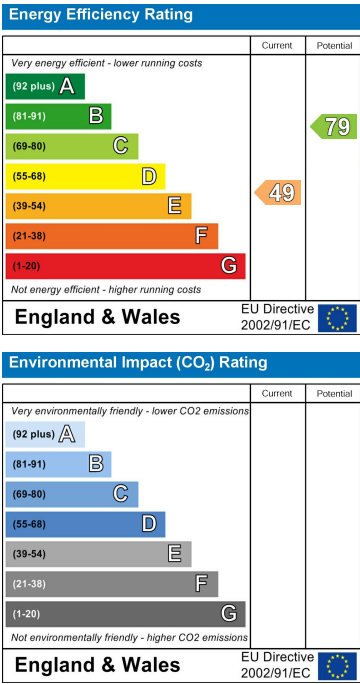 Energy Efficiency Rating
Current Potential
Very energy efficient - lower running costs
(92 plus) A
(81-91) B
(69-80) C
(55-68) D
(39-54) E
(21-38) F
(1-20) G
49
79
Not energy efficient - higher running costs
England & Wales
EU Directive
2002/91/EC
Environmental Impact (CO₂) Rating
Current Potential
Very environmentally friendly - lower CO2 emissions
(92 plus) A
(81-91) B
(69-80) C
(55-68) D
(39-54) E
(21-38) F
(1-20) G
Not environmentally friendly - higher CO2 emissions
England & Wales
EU Directive
2002/91/EC